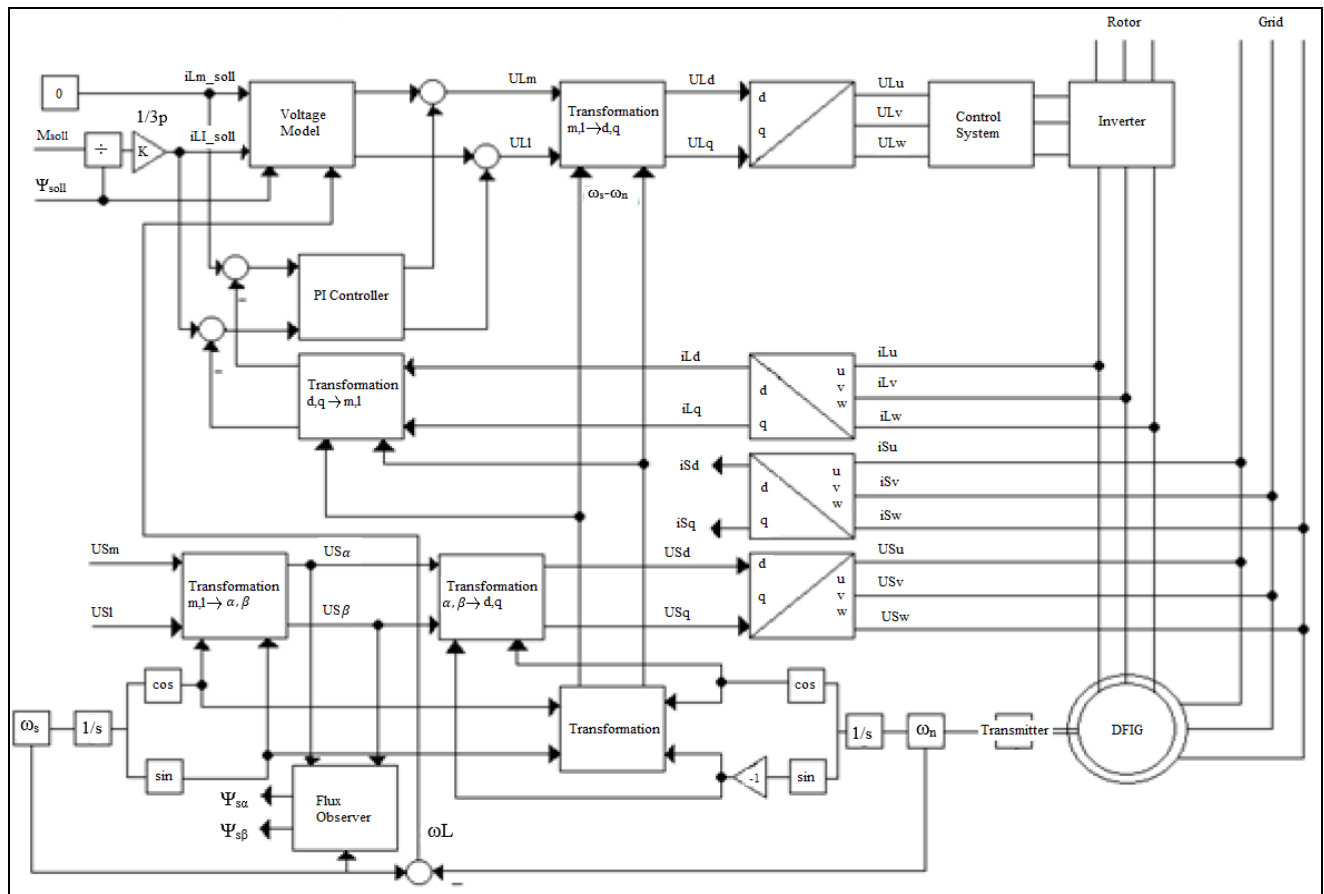 Rotor Grid
iLm_soll ULm ULd ULu
0 Voltage Model Transformation m,l→d,q d q ULv Control System Inverter
1/3p
Msoll ÷ K iLI_soll ULl ULq ULw
Ψsoll
ωs-ωn
PI Controller
-
-
iLd iLu
Transformation d,q→m,l d q u v w iLv
iLq iLw
iSu
iSd d q u v w iSv
iSq iSw
USm USα USd USu
Transformation m,l→α,β Transformation α,β→d,q d q u v w USv
USl USβ USq USw
cos cos
ωs 1/s Transformation 1/s ωn Transmitter DFIG
sin -1 sin
Ψsα Flux Observer
Ψsβ ωL
-